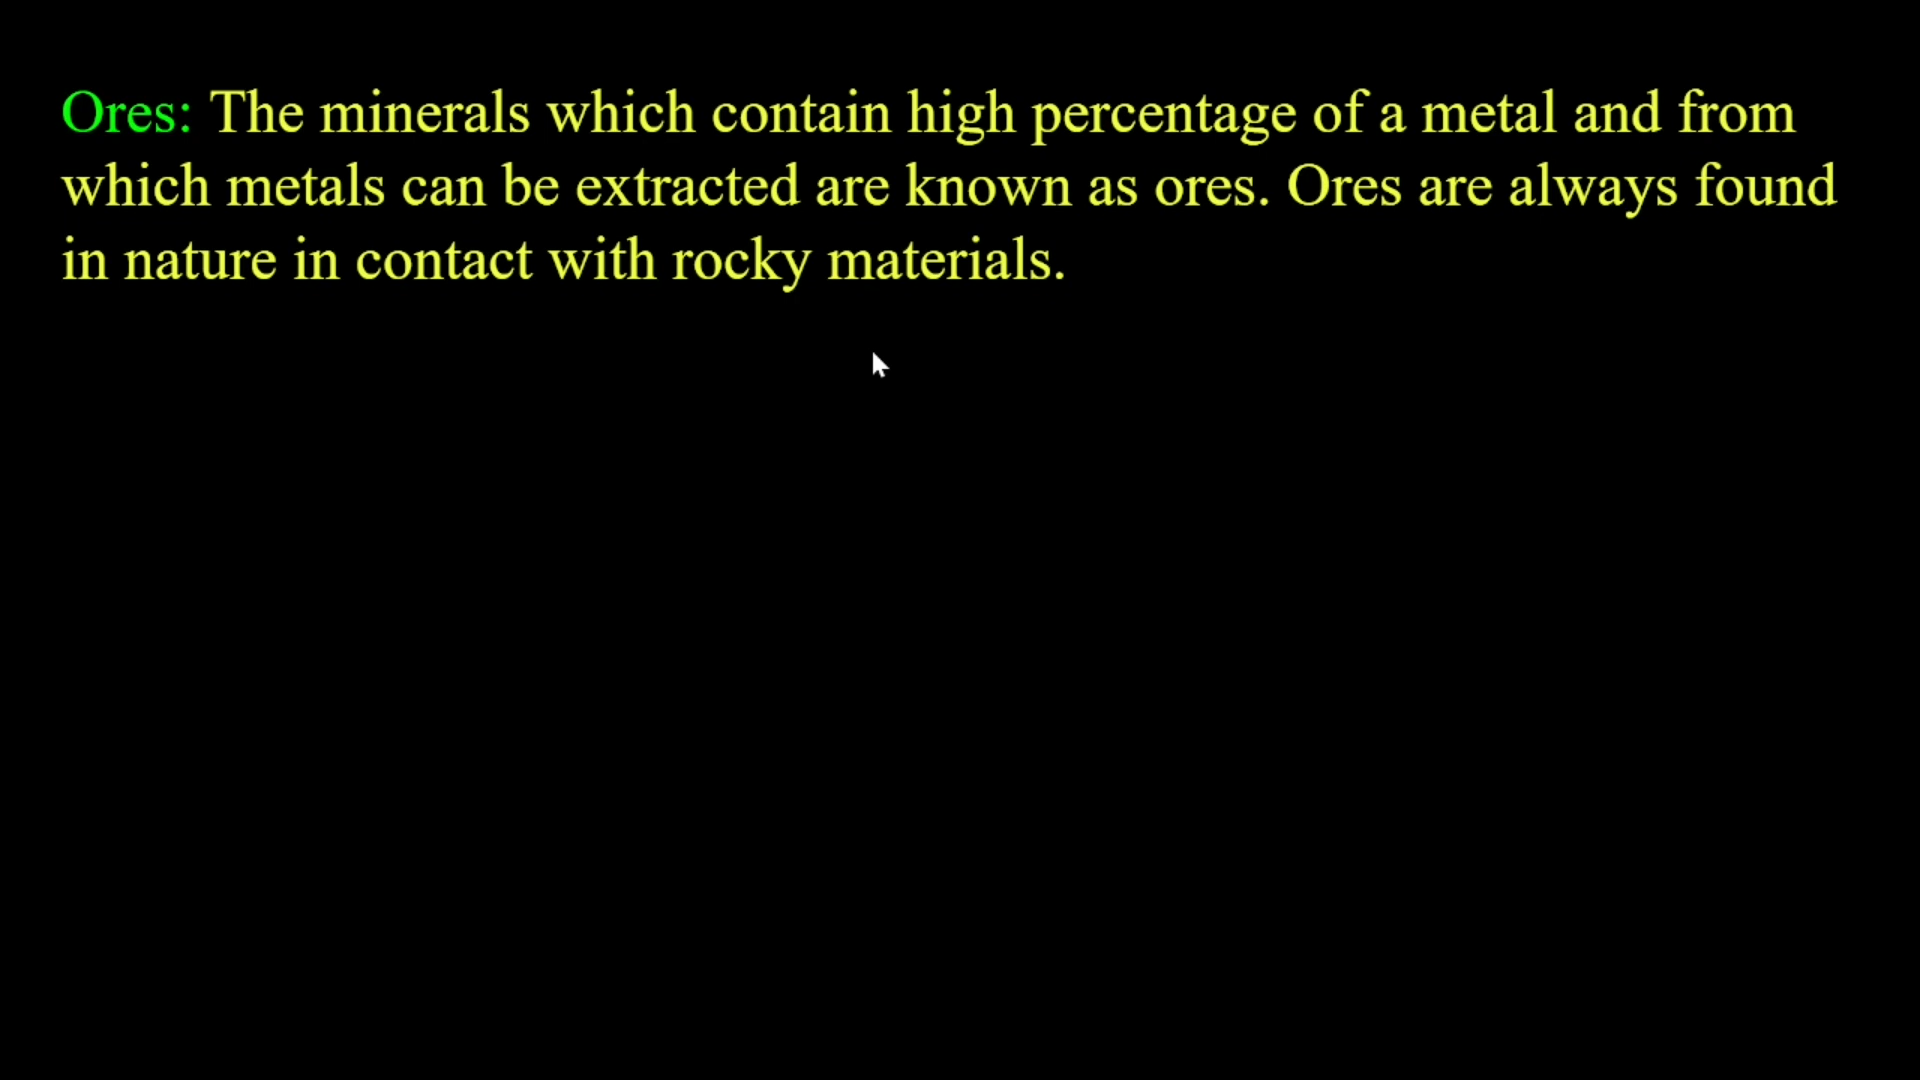 Ores: The minerals which contain high percentage of a metal and from
which metals can be extracted are known as ores. Ores are always found
in nature in contact with rocky materials.